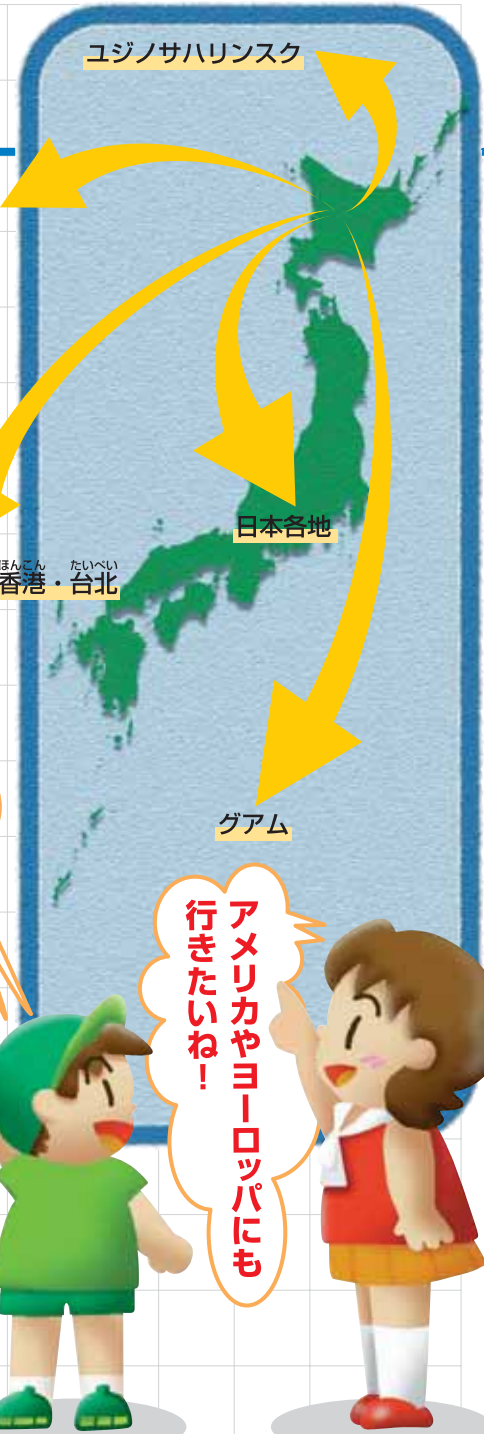 ユジノサハリンスク
日本各地
ほんこん たいぺい
香港・台北
グアム
アメリカやヨーロッパにも
行きたいね！